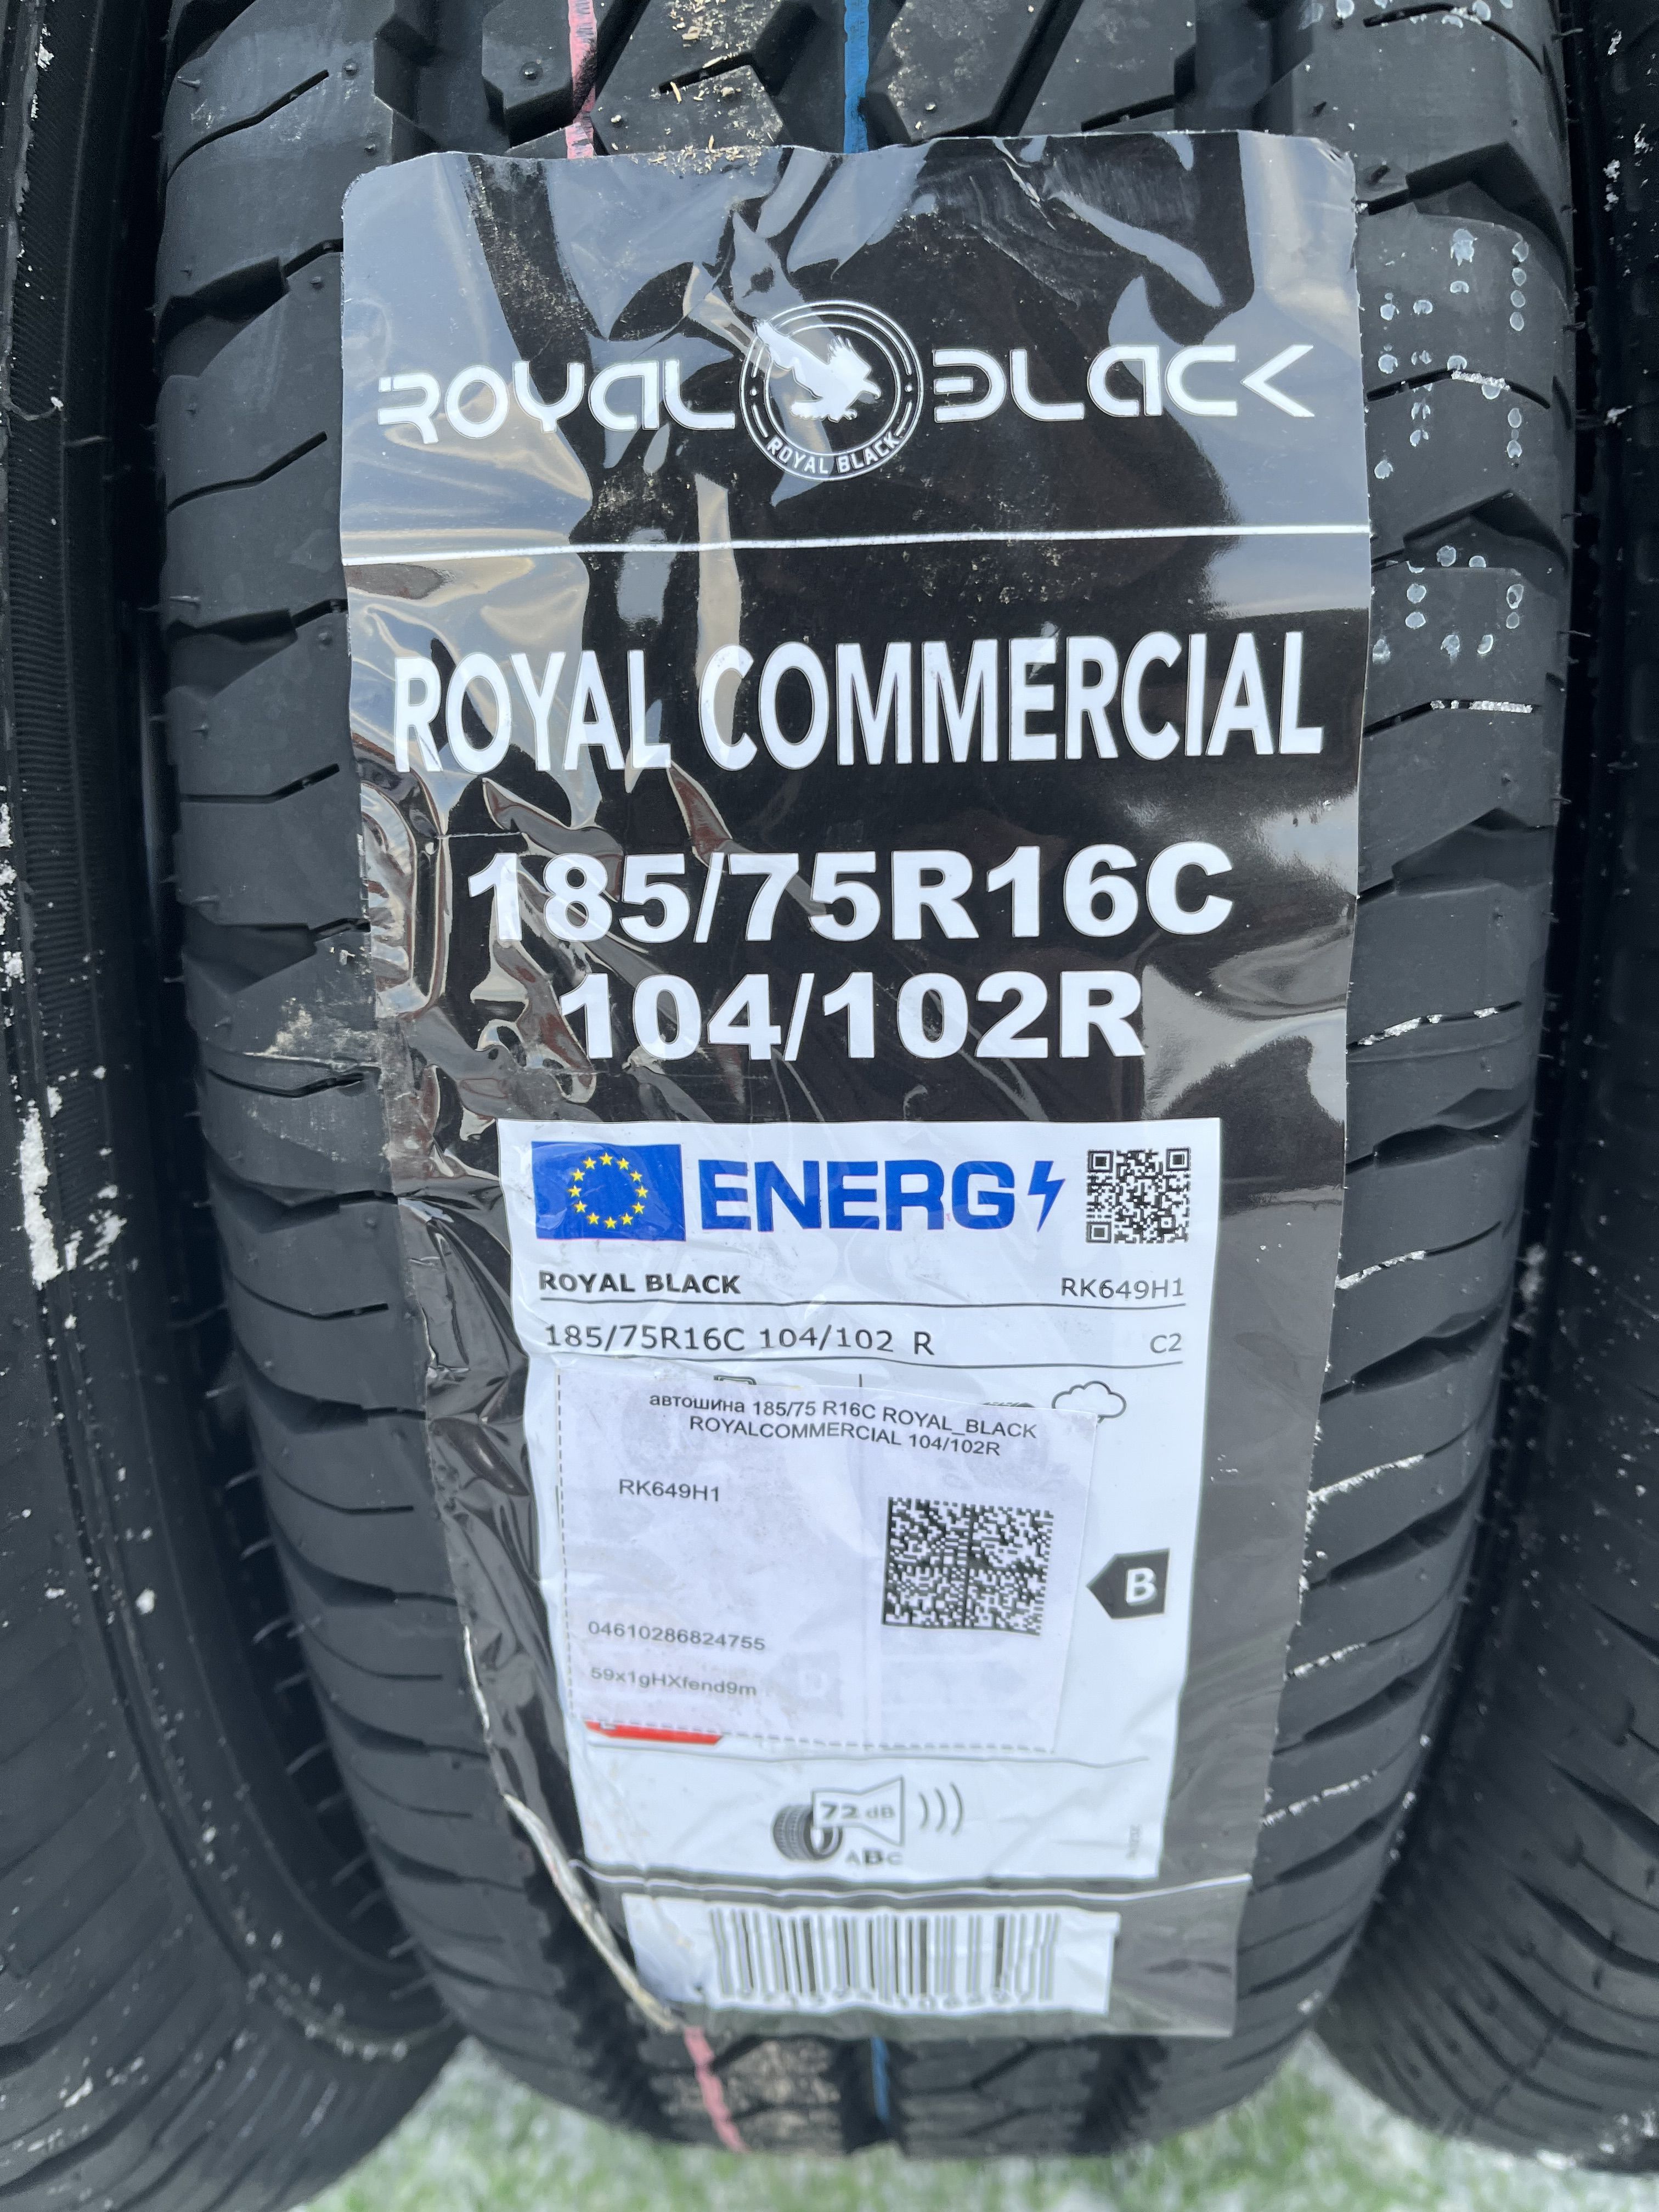 ROYAL BLACK
ROYAL BLACK
ROYAL COMMERCIAL
185/75R16C
104/102R
ENERG
ROYAL BLACK RK649H1
185/75R16C 104/102 R C2
автошина 185/75 R16C ROYAL_BLACK
ROYALCOMMERCIAL 104/102R
RK649H1
B
04610286824755
59x1gHXfend9m
E
72 dB
ABC